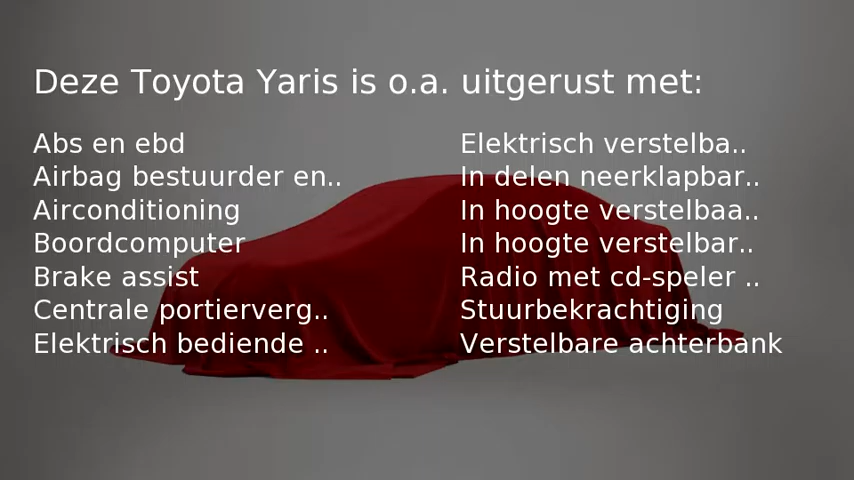 Deze Toyota Yaris is o.a. uitgerust met:
Abs en ebd
Airbag bestuurder en..
Airconditioning
Boordcomputer
Brake assist
Centrale portierverg..
Elektrisch bediende ..
Elektrisch verstelba..
In delen neerklapbar..
In hoogte verstelbaa..
In hoogte verstelbar..
Radio met cd-speler ..
Stuurbekrachtiging
Verstelbare achterbank